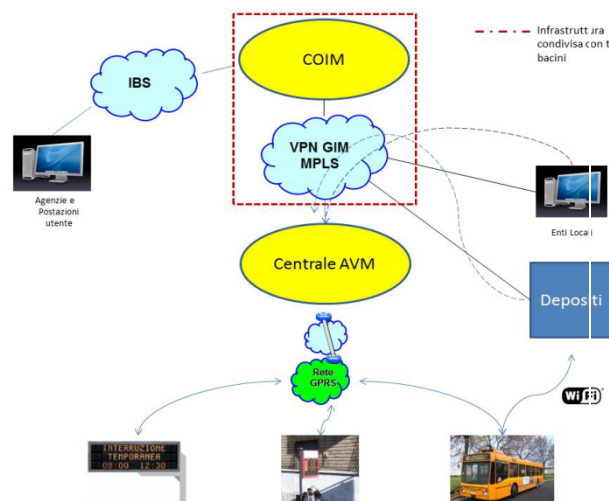 COIM
Infrastruttura
condivisa con t
bacini
IBS
VPN GIM
MPLS
Agenzie e
Postazioni
utente
Enti Locali
Centrale AVM
Depositi
Rete
GPRS
WiFi
INTERRUZIONE
TEMPORANEA
08:00 12:30